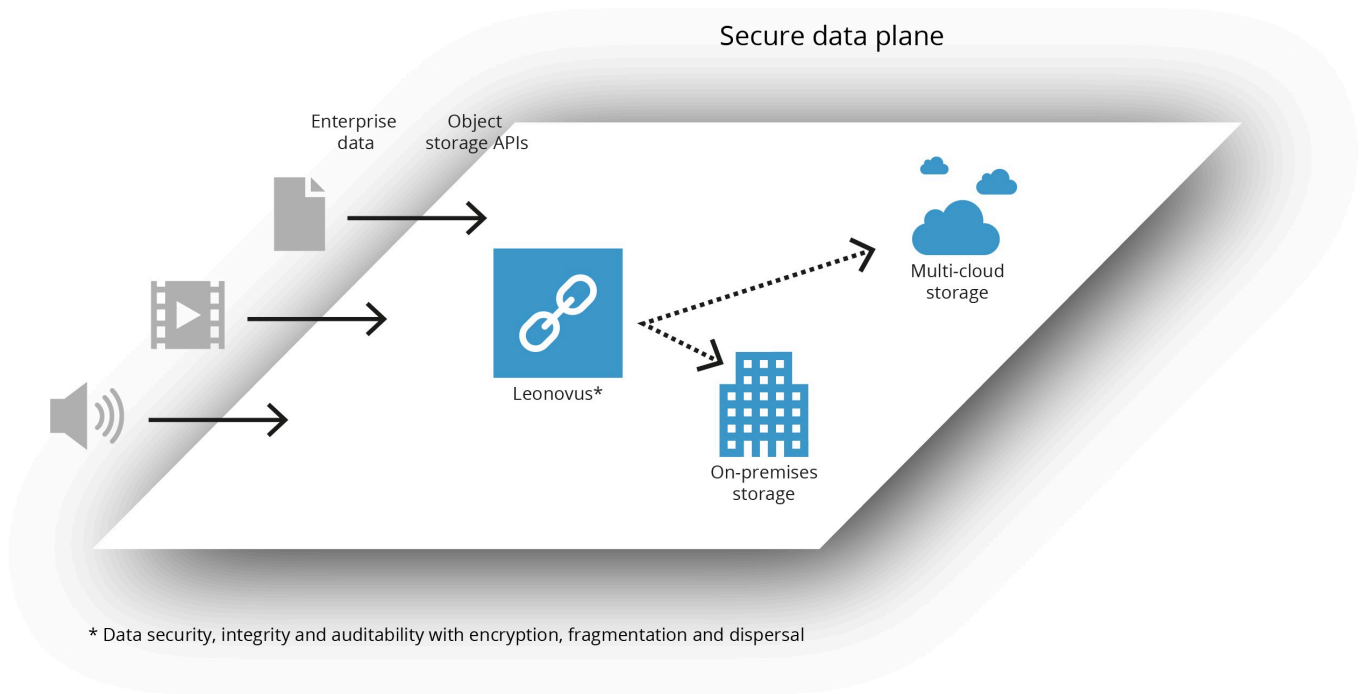 Secure data plane
Enterprise
data
Object
storage APIs
Multi-cloud
storage
Leonovus*
On-premises
storage
* Data security, integrity and auditability with encryption, fragmentation and dispersal